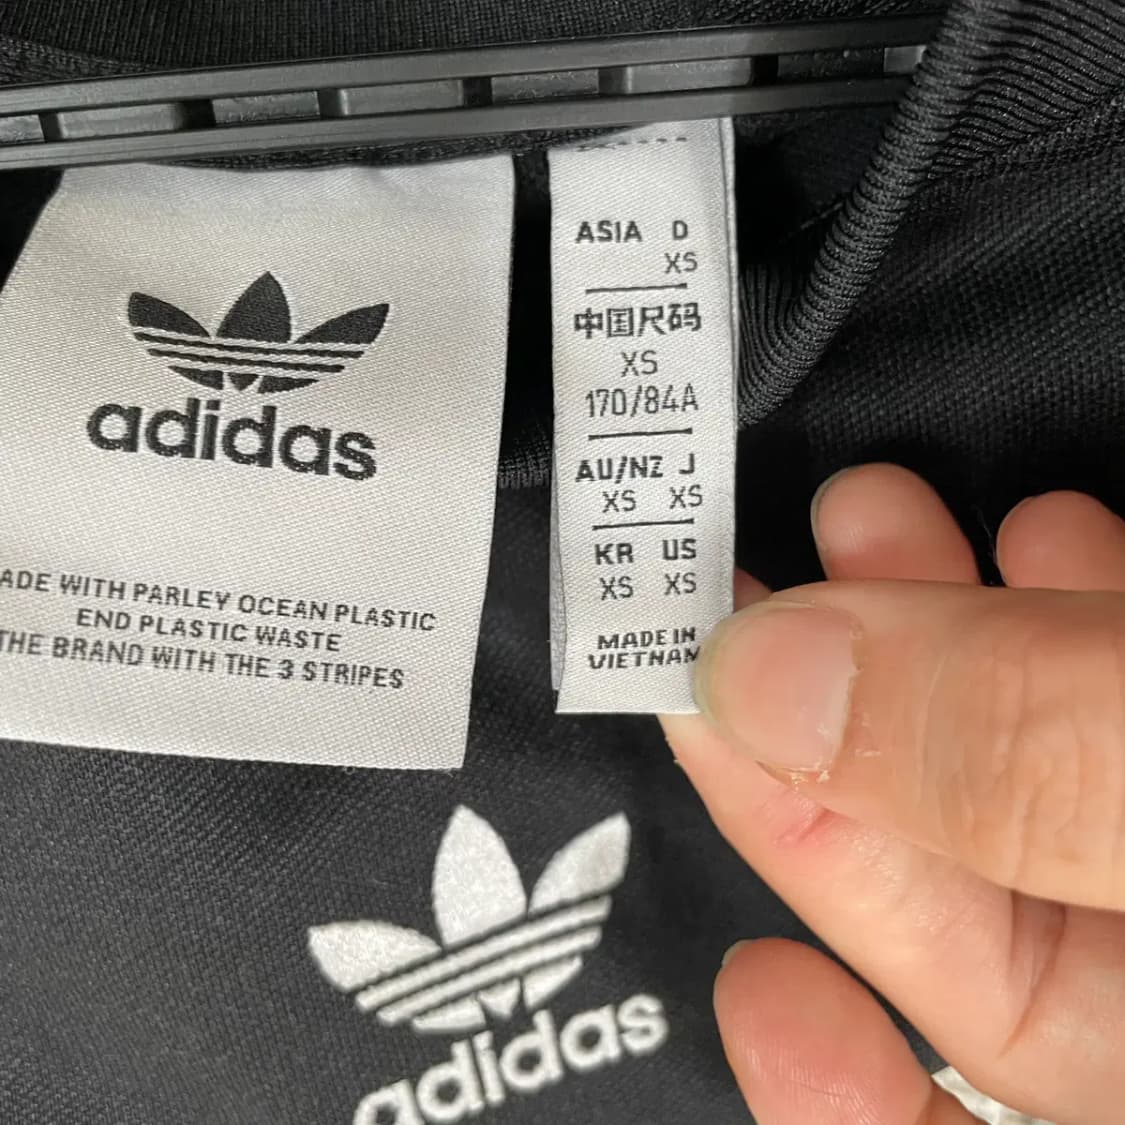 adidas
ADE WITH PARLEY OCEAN PLASTIC
END PLASTIC WASTE
THE BRAND WITH THE 3 STRIPES
ASIA D
XS
中国尺码
XS
170/84A
AU/NZ J
XS XS
KR US
XS XS
MADE IN
VIETNAM
adidas